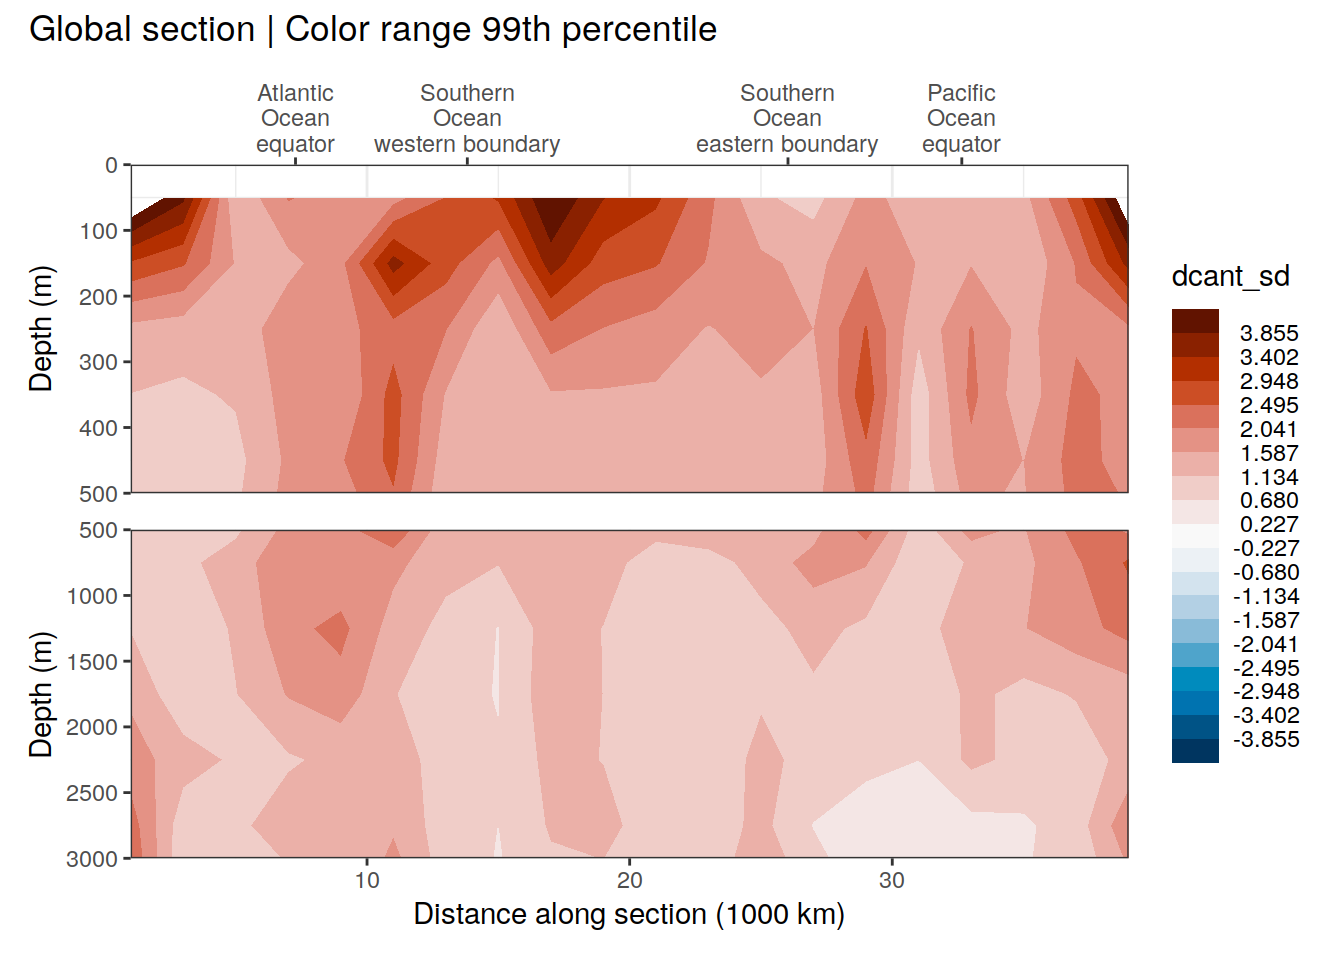 Global section | Color range 99th percentile
Atlantic
Ocean
equator
Southern
Ocean
western boundary
Southern
Ocean
eastern boundary
Pacific
Ocean
equator
0
100
200
300
400
500
Depth (m)
500
1000
1500
2000
2500
3000
Depth (m)
10
20
30
Distance along section (1000 km)
dcant_sd
3.855
3.402
2.948
2.495
2.041
1.587
1.134
0.680
0.227
-0.227
-0.680
-1.134
-1.587
-2.041
-2.495
-2.948
-3.402
-3.855